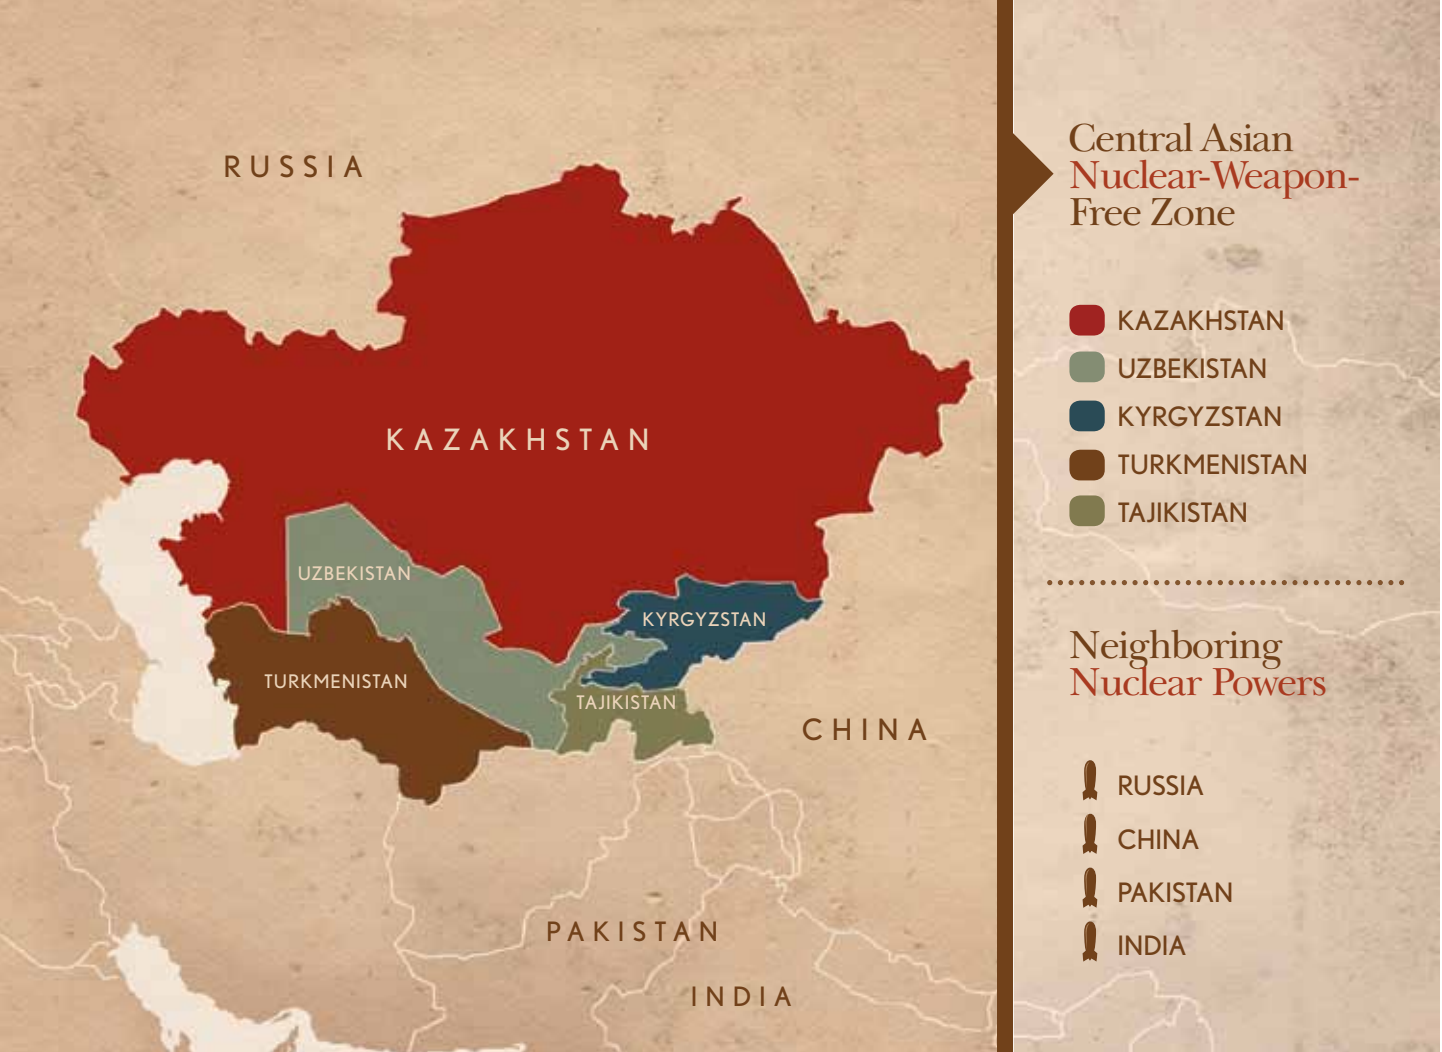 RUSSIA
KAZAKHSTAN
UZBEKISTAN
KYRGYZSTAN
TURKMENISTAN
TAJIKISTAN
CHINA
PAKISTAN
INDIA
Central Asian
Nuclear-Weapon-
Free Zone
KAZAKHSTAN
UZBEKISTAN
KYRGYZSTAN
TURKMENISTAN
TAJIKISTAN
Neighboring
Nuclear Powers
RUSSIA
CHINA
PAKISTAN
INDIA